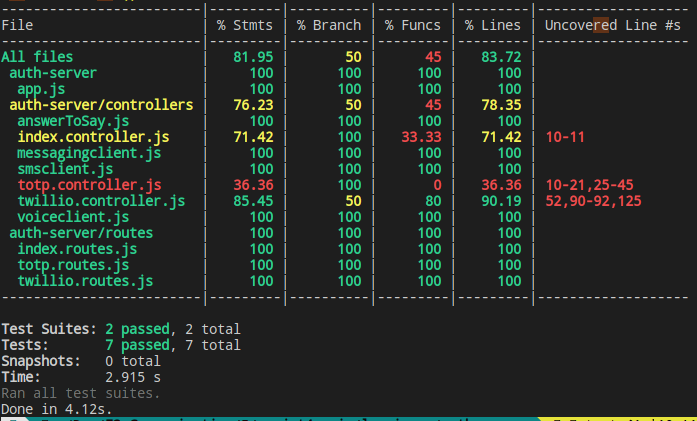 File | % Stmts | % Branch | % Funcs | % Lines | Uncovered Line #s
All files | 81.95 | 50 | 45 | 83.72 |
auth-server | 100 | 100 | 100 | 100 |
app.js | 100 | 100 | 100 | 100 |
auth-server/controllers | 76.23 | 50 | 45 | 78.35 |
answerToSay.js | 100 | 100 | 100 | 100 |
index.controller.js | 71.42 | 100 | 33.33 | 71.42 | 10-11
messagingclient.js | 100 | 100 | 100 | 100 |
smsclient.js | 100 | 100 | 100 | 100 |
totp.controller.js | 36.36 | 100 | 0 | 36.36 | 10-21,25-45
twillio.controller.js | 85.45 | 50 | 80 | 90.19 | 52,90-92,125
voiceclient.js | 100 | 100 | 100 | 100 |
auth-server/routes | 100 | 100 | 100 | 100 |
index.routes.js | 100 | 100 | 100 | 100 |
totp.routes.js | 100 | 100 | 100 | 100 |
twillio.routes.js | 100 | 100 | 100 | 100 |
Test Suites: 2 passed, 2 total
Tests: 7 passed, 7 total
Snapshots: 0 total
Time: 2.915 s
Ran all test suites.
Done in 4.12s.